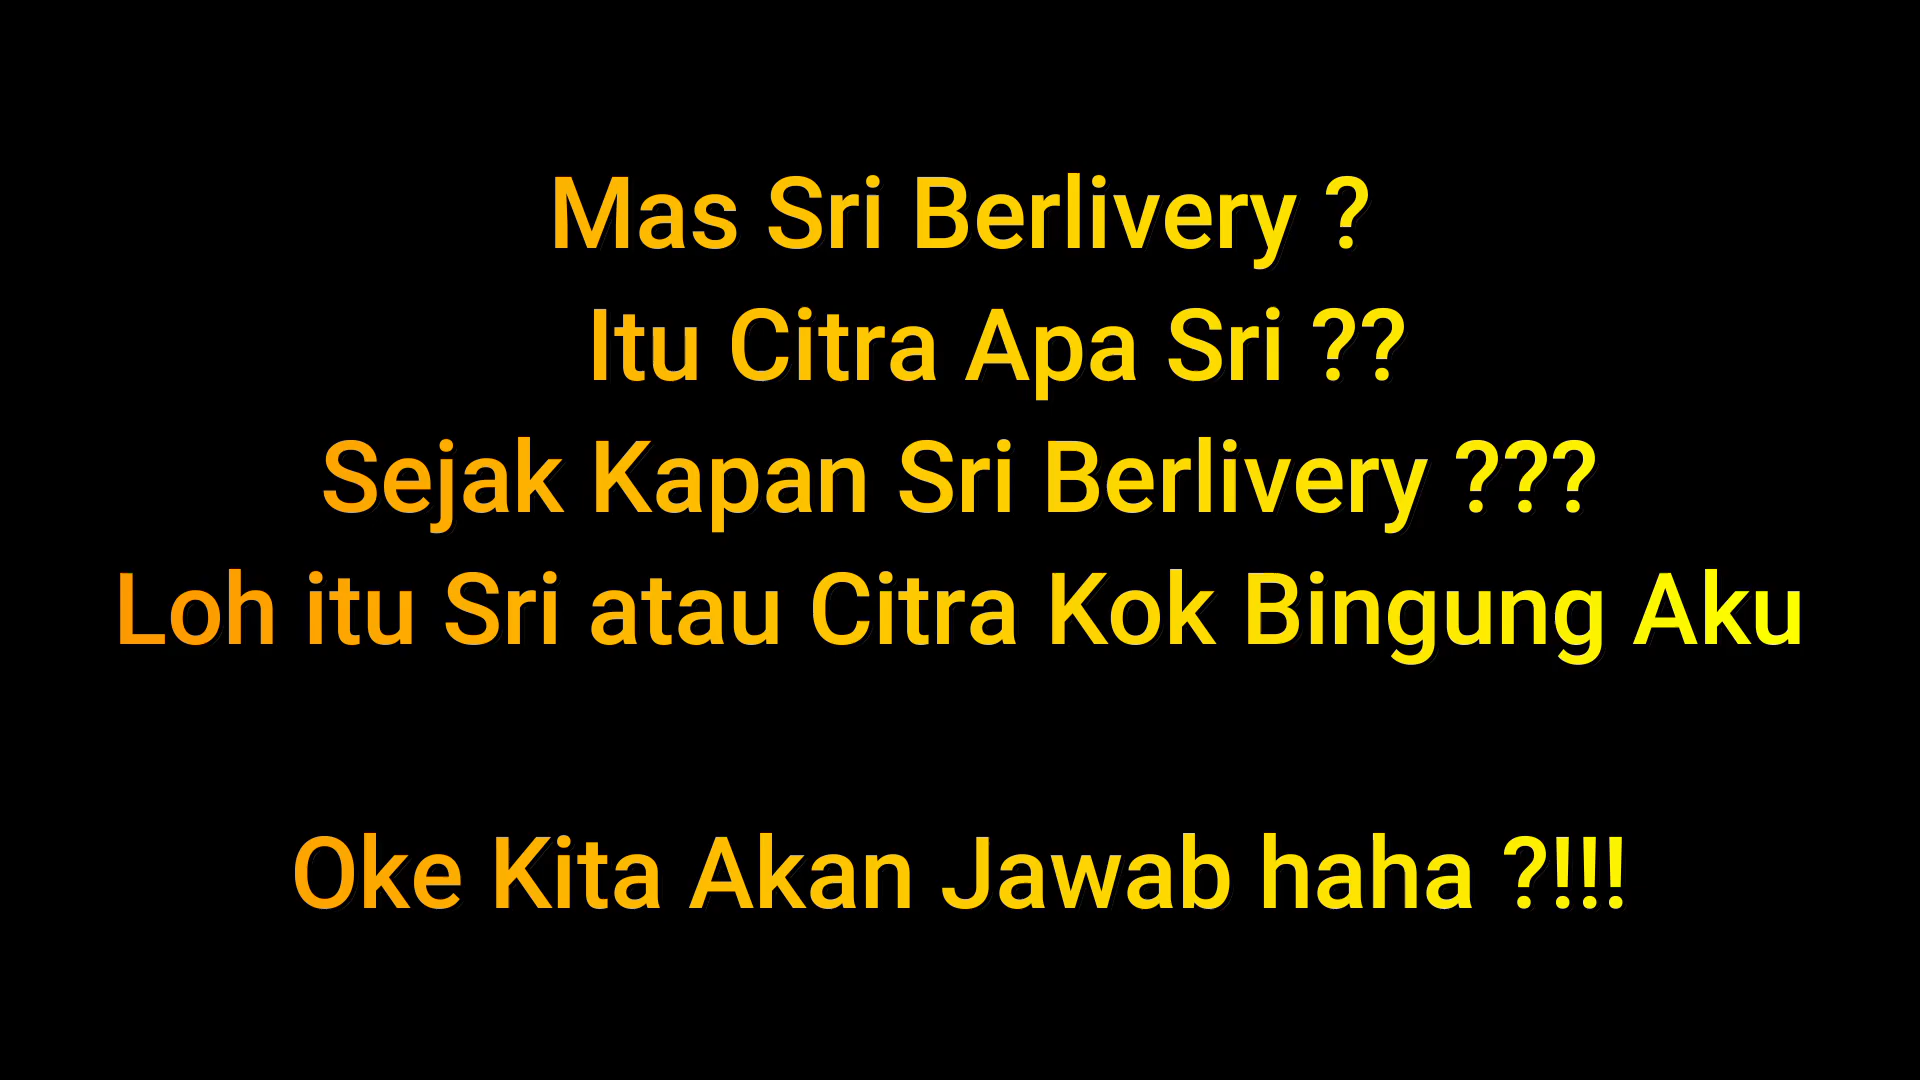 Mas Sri Berlivery ?
Itu Citra Apa Sri ??
Sejak Kapan Sri Berlivery ???
Loh itu Sri atau Citra Kok Bingung Aku
Oke Kita Akan Jawab haha ?!!!